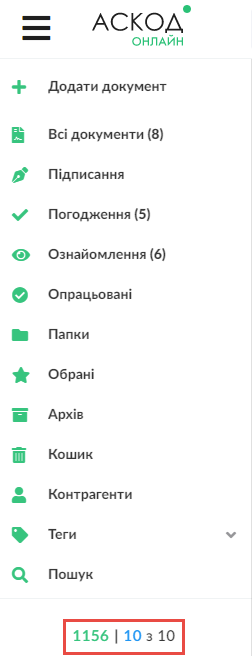 АСКОД
ОНЛАЙН
Додати документ
Всі документи (8)
Підписання
Погодження (5)
Ознайомлення (6)
Опрацьовані
Папки
Обрані
Архів
Кошик
Контрагенти
Теги
Пошук
1156 | 10 з 10